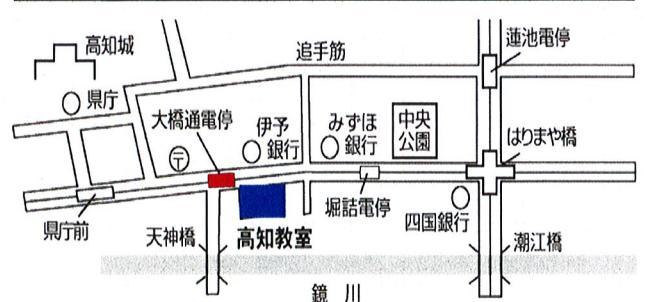 高知城
追手筋
蓮池電停
県庁
大橋通電停
伊予
銀行
みずほ
銀行
中央
公園
はりまや橋
〒
県庁前
天神橋
高知教室
堀詰電停
四国銀行
潮江橋
鏡川